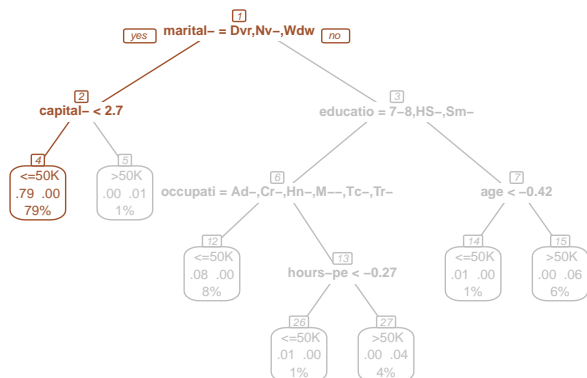 1
yes marital- = Dvr,Nv-,Wdw no
2 3
capital- < 2.7 educatio = 7-8,HS-,Sm-
4 5 6 7
<=50K >50K occupati = Ad-,Cr-,Hn-,M--,Tc-,Tr- age < -0.42
.79 .00 .00 .01
79% 1%
12 13 14 15
<=50K hours-pe < -0.27 <=50K >50K
.08 .00 .01 .00 .00 .06
8% 1% 6%
26 27
<=50K >50K
.01 .00 .00 .04
1% 4%